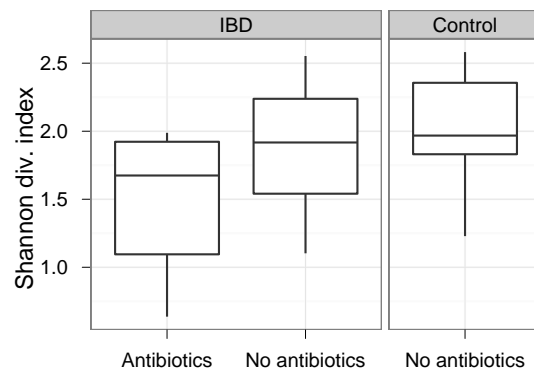 IBD
Control
Shannon div. index
2.5
2.0
1.5
1.0
Antibiotics
No antibiotics
No antibiotics